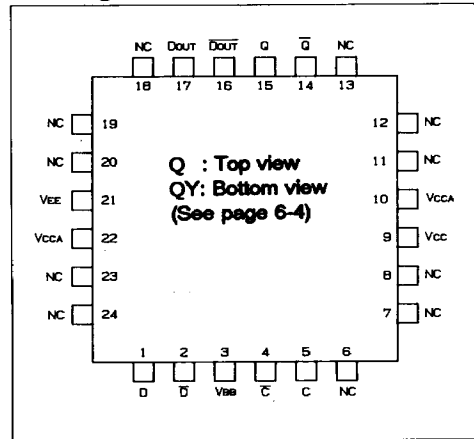 NC DOUT D̅O̅U̅T̅ Q Q̅ NC
18 17 16 15 14 13
NC 19
NC 20
VEE 21
VCCA 22
NC 23
NC 24
Q : Top view
QY: Bottom view
(See page 6-4)
12 NC
11 NC
10 VCCA
9 VCC
8 NC
7 NC
1 2 3 4 5 6
D D̅ VBB C̅ C NC